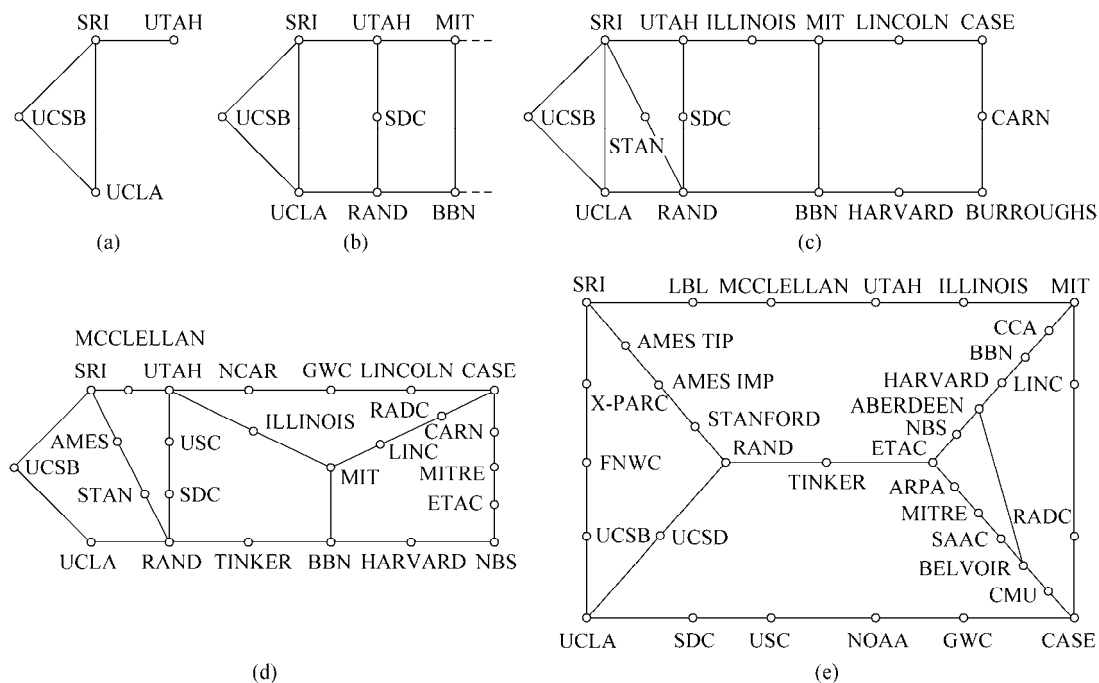 SRI UTAH
UCSB
UCLA
(a)
SRI UTAH MIT
UCSB SDC
UCLA RAND BBN
(b)
SRI UTAH ILLINOIS MIT LINCOLN CASE
UCSB SDC CARN
STAN
UCLA RAND BBN HARVARD BURROUGHS
(c)
MCCLELLAN
SRI UTAH NCAR GWC LINCOLN CASE
RADC
ILLINOIS CARN
AMES USC LINC
UCSB MIT MITRE
STAN SDC ETAC
UCLA RAND TINKER BBN HARVARD NBS
(d)
SRI LBL MCCLELLAN UTAH ILLINOIS MIT
CCA
AMES TIP
BBN
AMES IMP HARVARD LINC
X-PARC ABERDEEN
STANFORD NBS
RAND ETAC
FNWC TINKER
ARPA
MITRE RADC
UCSB UCSD SAAC
BELVOIR
CMU
UCLA SDC USC NOAA GWC CASE
(e)